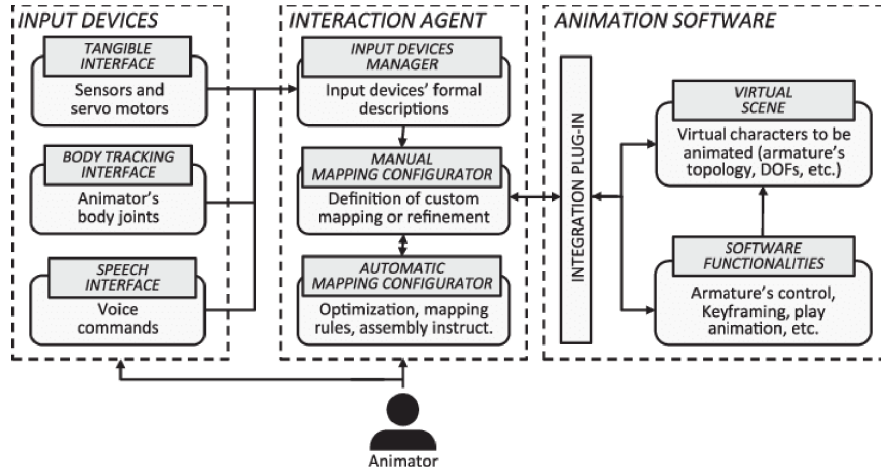 INPUT DEVICES
TANGIBLE
INTERFACE
Sensors and
servo motors
BODY TRACKING
INTERFACE
Animator's
body joints
SPEECH
INTERFACE
Voice
commands
INTERACTION AGENT
INPUT DEVICES
MANAGER
Input devices' formal
descriptions
MANUAL
MAPPING CONFIGURATOR
Definition of custom
mapping or refinement
AUTOMATIC
MAPPING CONFIGURATOR
Optimization, mapping
rules, assembly instruct.
ANIMATION SOFTWARE
INTEGRATION PLUG-IN
VIRTUAL
SCENE
Virtual characters to be
animated (armature's
topology, DOFs, etc.)
SOFTWARE
FUNCTIONALITIES
Armature's control,
Keyframing, play
animation, etc.
Animator